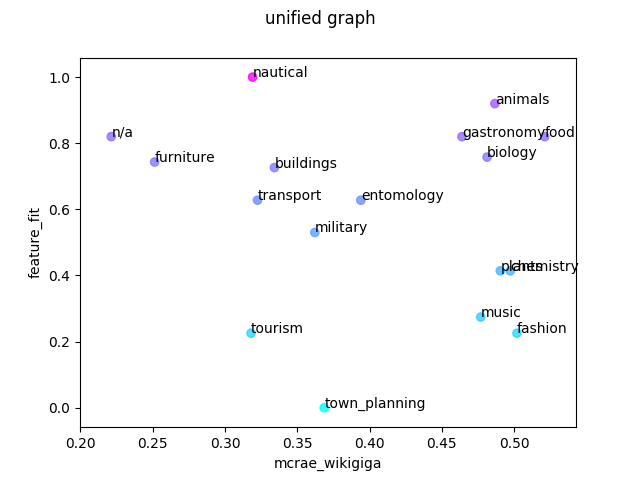 unified graph
1.0
nautical
animals
0.8
n/a
gastronomy
food
biology
furniture
buildings
transport
entomology
0.6
military
feature_fit
0.4
chemistry
music
tourism
fashion
0.2
town_planning
0.0
0.20
0.25
0.30
0.35
0.40
0.45
0.50
mcrae_wikigiga